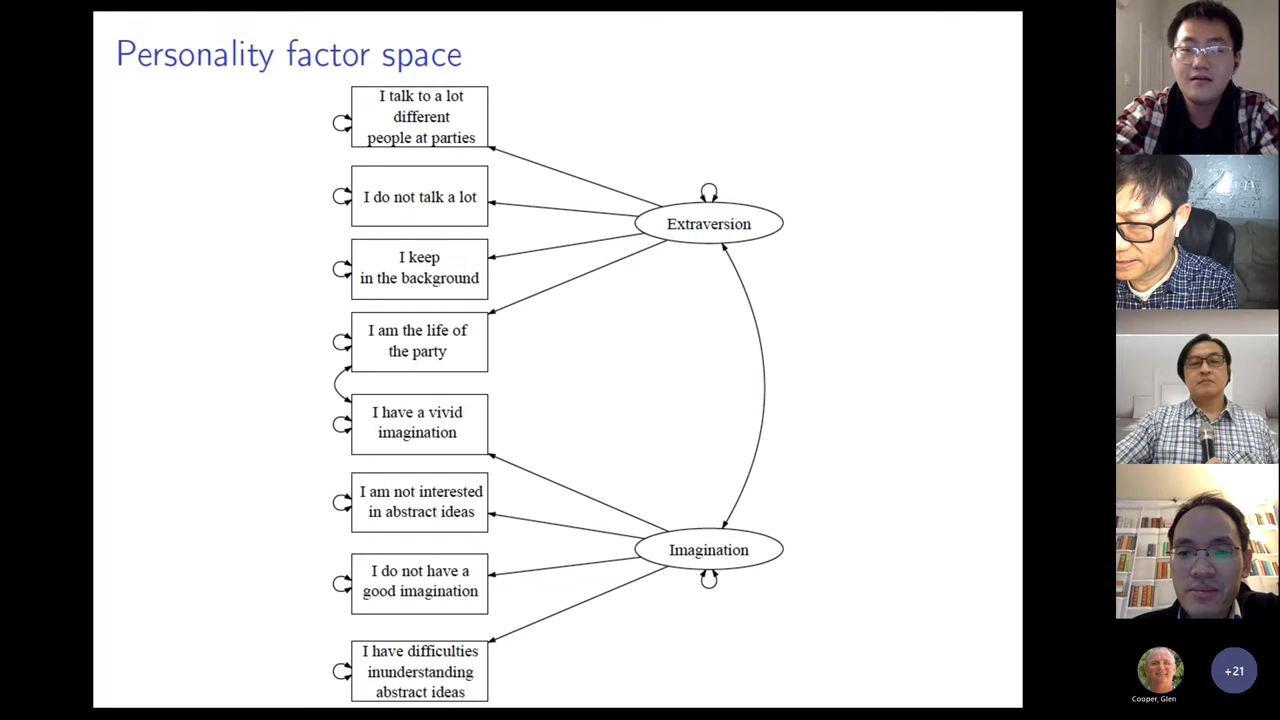 Personality factor space
I talk to a lot
different
people at parties
I do not talk a lot
I keep
in the background
I am the life of
the party
I have a vivid
imagination
I am not interested
in abstract ideas
I do not have a
good imagination
I have difficulties
inunderstanding
abstract ideas
Extraversion
Imagination
+21
Cooper, Glen